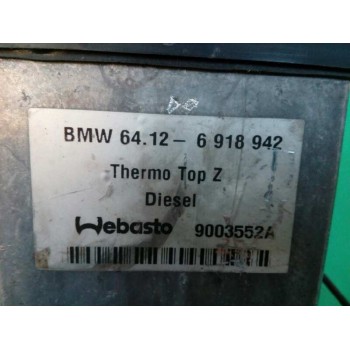 BMW 64.12 - 6 918 942
Thermo Top Z
Diesel
Webasto 9003552A